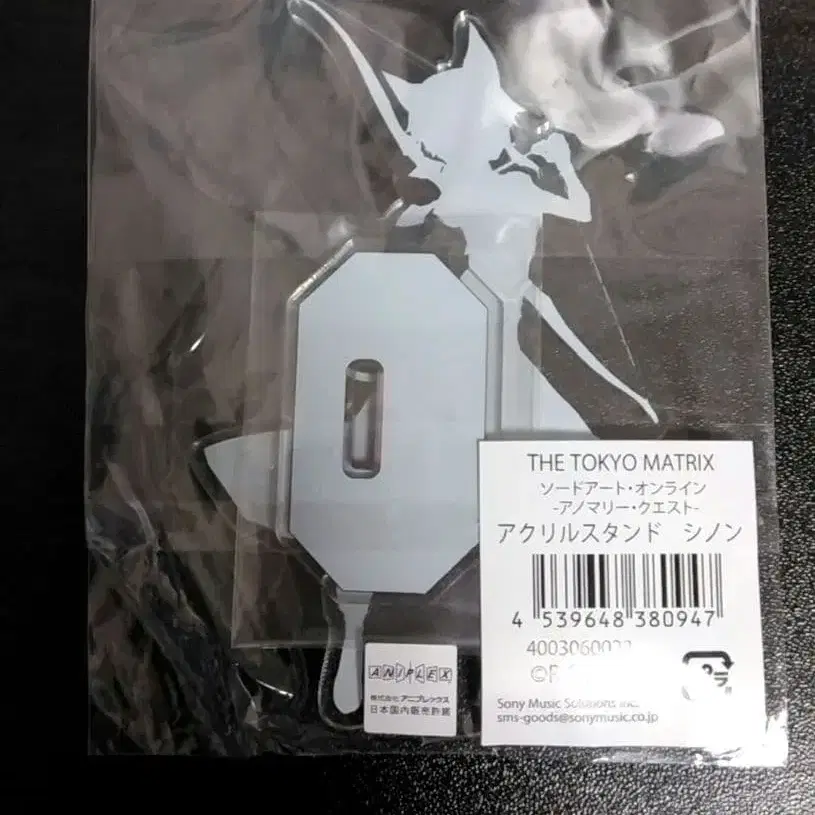 THE TOKYO MATRIX
ソードアート・オンライン
-アノマリー・クエスト-
アクリルスタンド シノン
4 539648 380947
ANIPLEX
株式会社アニプレックス
日本国内販売許諾
プラ
Sony Music Solutions Inc.
sms-goods@sonymusic.co.jp